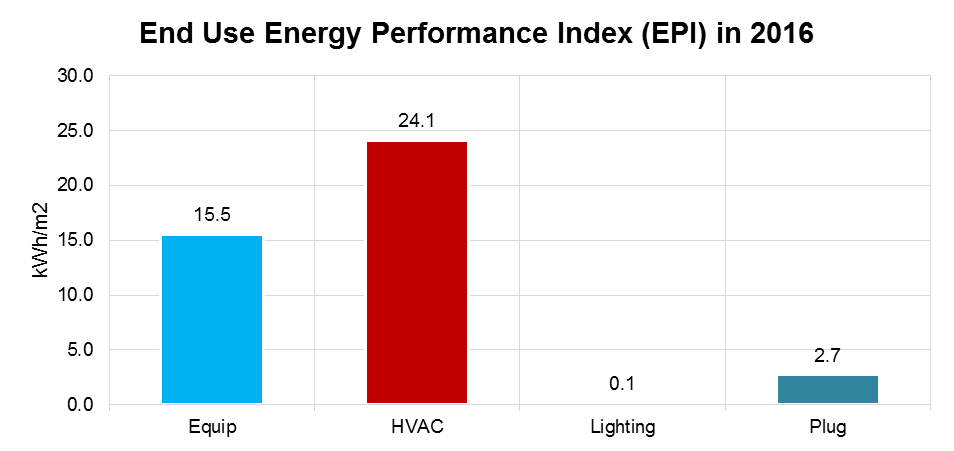 End Use Energy Performance Index (EPI) in 2016
30.0
25.0
20.0
15.0
10.0
5.0
0.0
kWh/m2
15.5
24.1
0.1
2.7
Equip
HVAC
Lighting
Plug